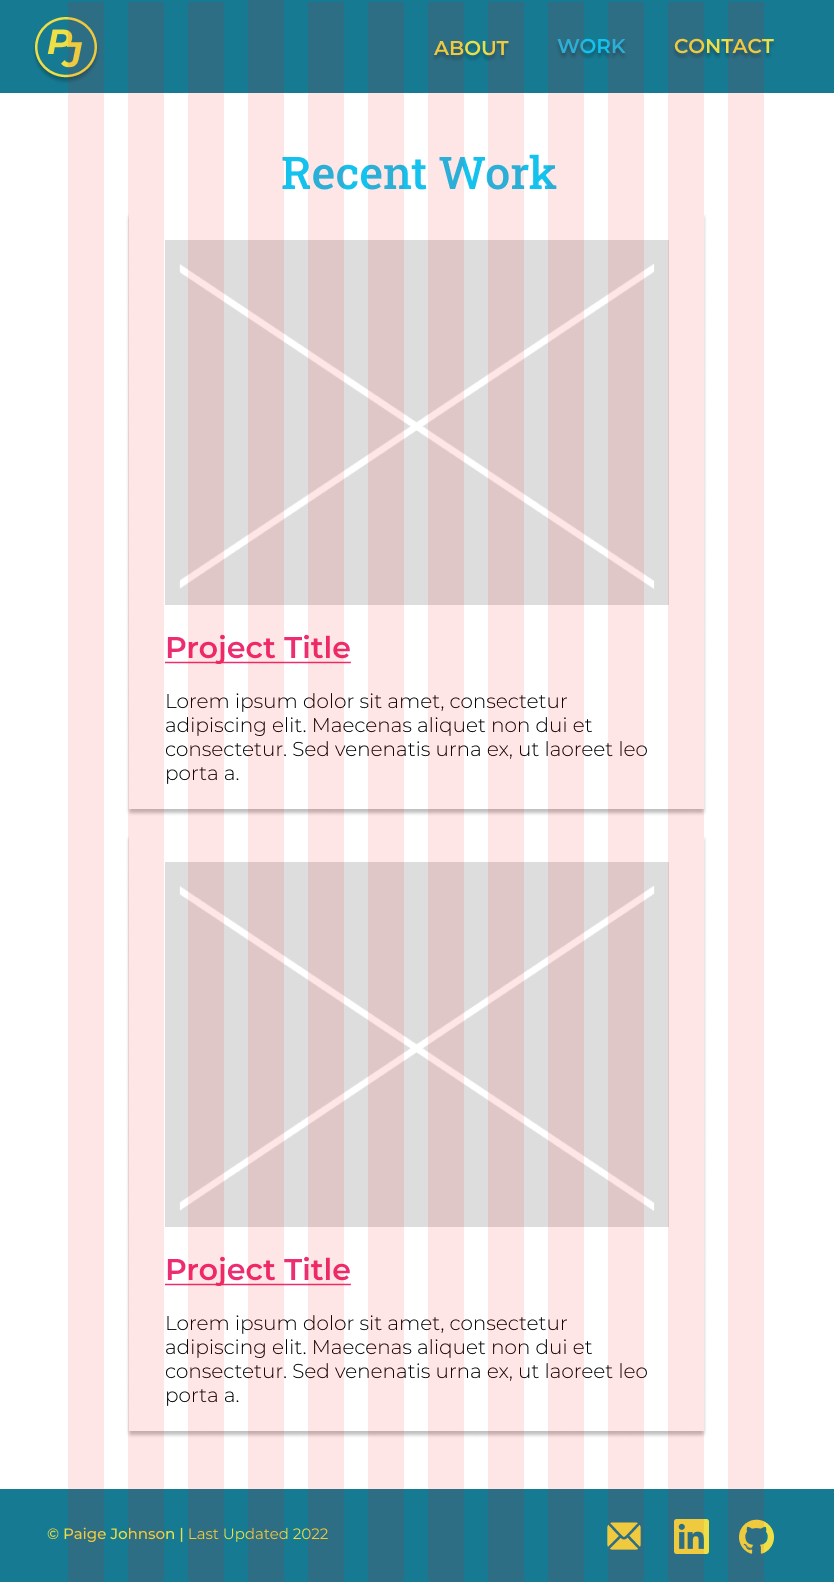 PJ
ABOUT
WORK
CONTACT
Recent Work
Project Title
Lorem ipsum dolor sit amet, consectetur
adipiscing elit. Maecenas aliquet non dui et
consectetur. Sed venenatis urna ex, ut laoreet leo
porta a.
Project Title
Lorem ipsum dolor sit amet, consectetur
adipiscing elit. Maecenas aliquet non dui et
consectetur. Sed venenatis urna ex, ut laoreet leo
porta a.
© Paige Johnson | Last Updated 2022
in